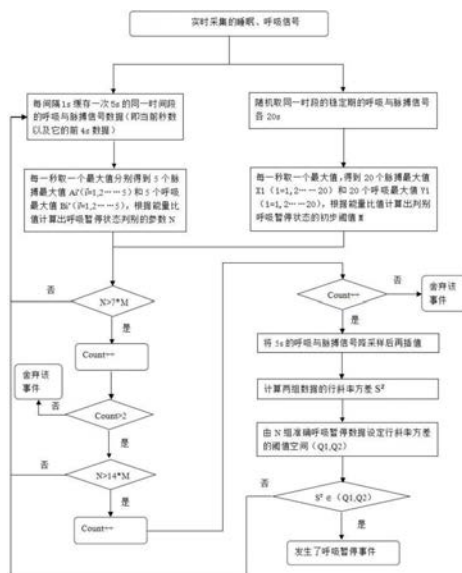 实时采集的睡眠、呼吸信号
每间隔1s缓存一次5s的同一时间段
的呼吸与脉搏信号数据（即当前秒数
以及它的前4s数据）
随机取同一时段的稳定期的呼吸与脉搏信号
各20s
每一秒取一个最大值分别得到5个脉
搏最大值Ai'(i'=1,2……5)和5个呼吸
最大值Bi'(i'=1,2……5)，根据能量比
值计算出呼吸暂停状态判别的参数N
每一秒取一个最大值，得到20个脉搏最大值
X1（i=1,2……20）和20个呼吸最大值Y1
（i=1,2……20），根据能量比值计算出判别
呼吸暂停状态的初步阈值M
否
N>7*M
是
Count++
舍弃该
事件
否
Count>2
是
否
N>14*M
是
Count++
Count++
否
舍弃该
事件
是
将5s的呼吸与脉搏信号降采样后再插值
计算两组数据的行斜率方差S²
由N组准确呼吸暂停数据设定行斜率方差
的阈值空间（Q1,Q2）
否
S²∈（Q1,Q2）
是
发生了呼吸暂停事件